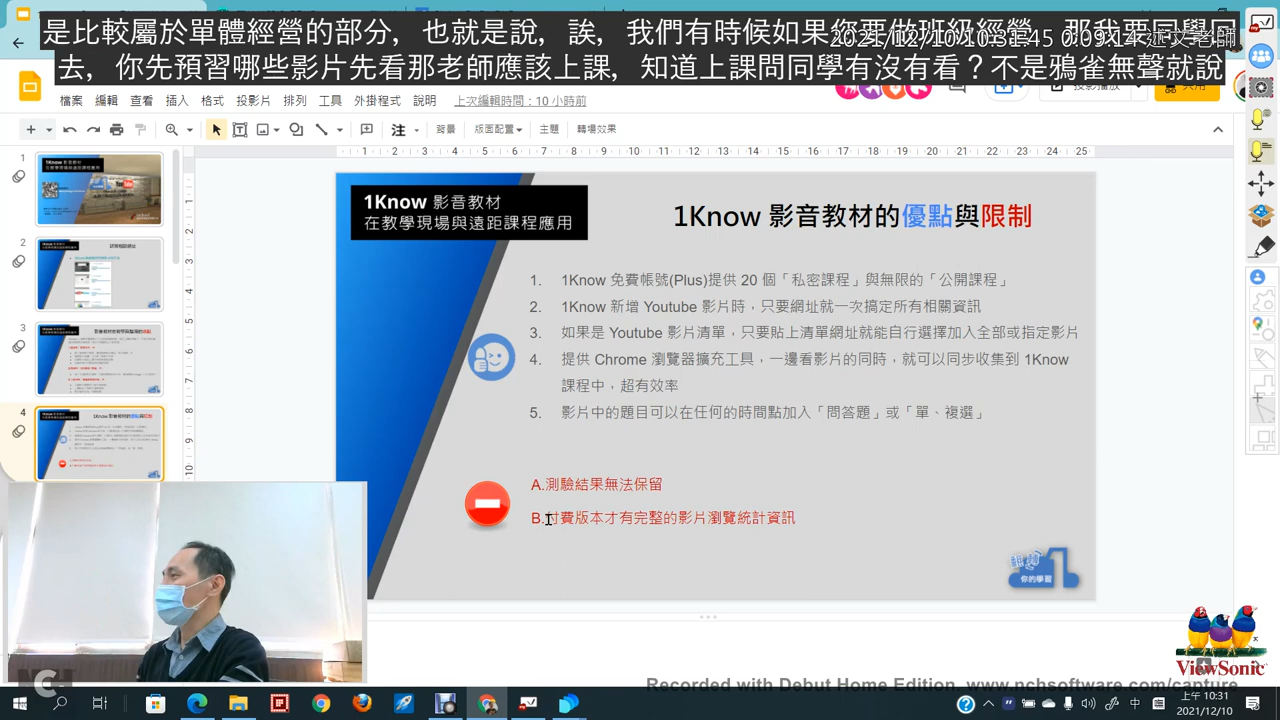 是比較屬於單體經營的部分，也就是說，誒，我們有時候如果您要做班級經營，那我要同學回
2021/12/10 10:31:45 0:09:14
去，你先預習哪些影片先看那老師應該上課，知道上課問同學有沒有看？不是鴉雀無聲就說
檔案 編輯 查看 插入 格式 投影片 排列 工具 外掛程式 說明 上次編輯時間：10 小時前
注 背景 版面配置 主題 轉場效果
1Know 影音教材
在教學現場與遠距課程應用
1Know 影音教材的優點與限制
1. 1Know 免費帳號(Plus)提供 20 個「私密課程」與無限的「公開課程」
2. 1Know 新增 Youtube 影片時，只要網址就一次搞定所有相關資訊
3. 如果是 Youtube 影片清單，只要貼上清單網址就能自行選擇加入全部或指定影片
提供 Chrome 瀏覽器擴充工具，一邊看影片的同時，就可以同步收集到 1Know
課程中，超有效率
5. 影片中的題目可以在任何的時間點加入「問答題」或「單、複選」
A.測驗結果無法保留
B.付費版本才有完整的影片瀏覽統計資訊
翻轉
你的學習
ViewSonic
Recorded with Debut Home Edition. www.nchsoftware.com/capture
上午 10:31
2021/12/10